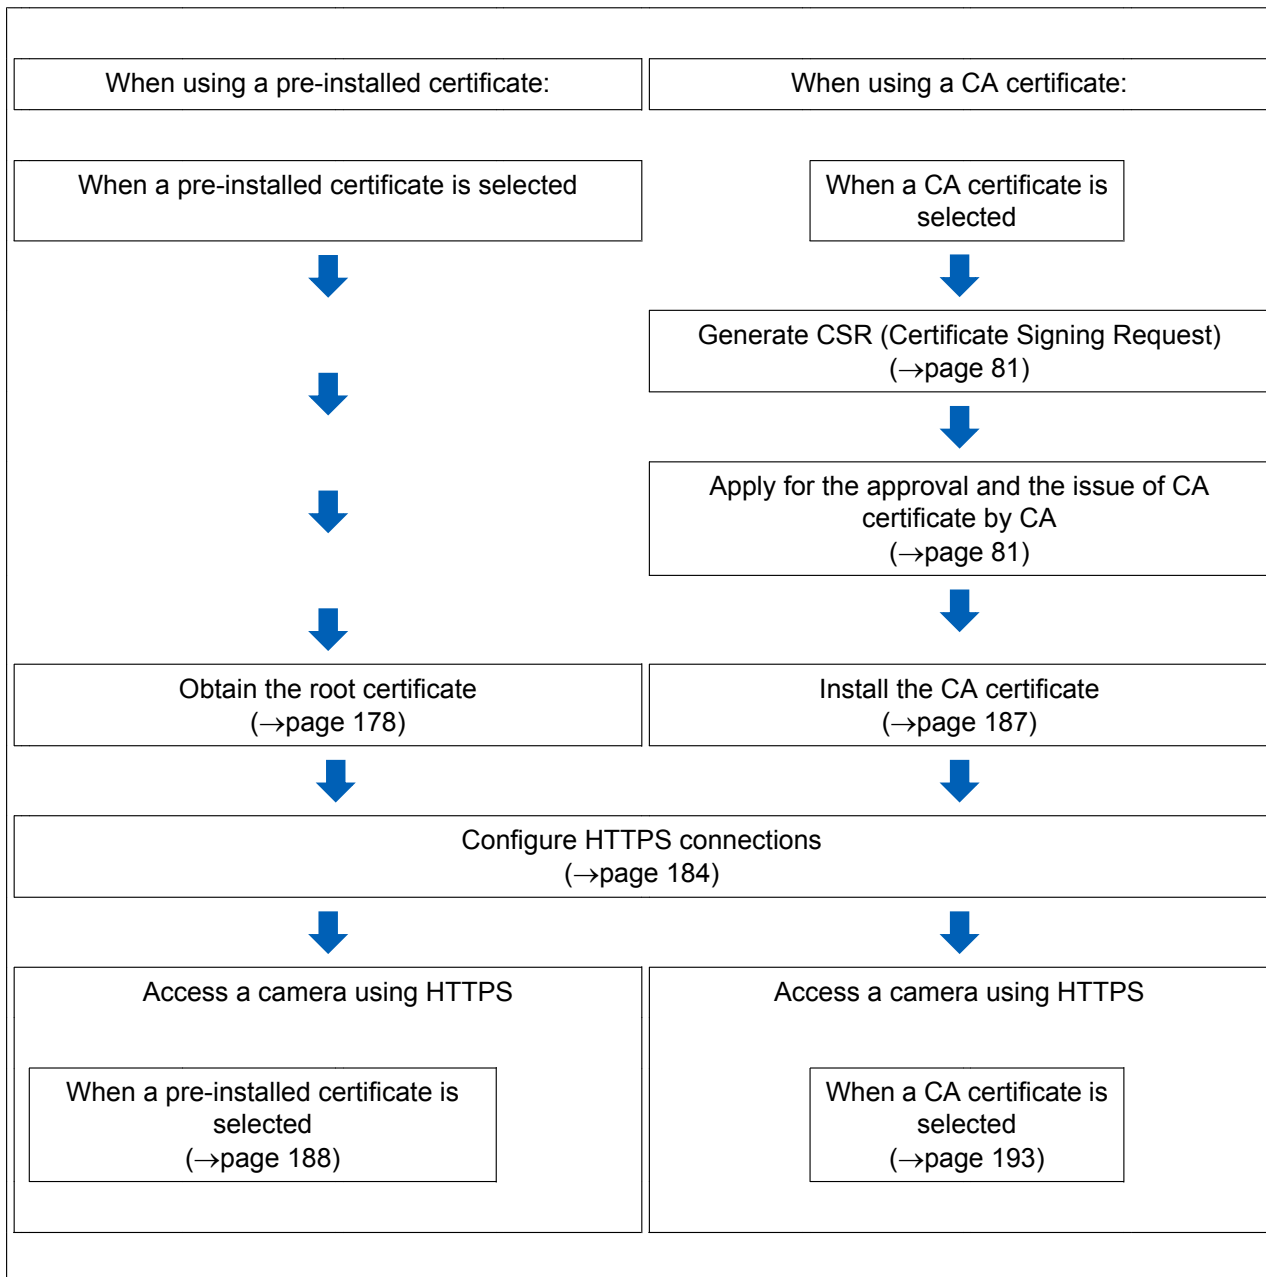 When using a pre-installed certificate:
When using a CA certificate:
When a pre-installed certificate is selected
When a CA certificate is
selected
Generate CSR (Certificate Signing Request)
(→page 81)
Apply for the approval and the issue of CA
certificate by CA
(→page 81)
Obtain the root certificate
(→page 178)
Install the CA certificate
(→page 187)
Configure HTTPS connections
(→page 184)
Access a camera using HTTPS
When a pre-installed certificate is
selected
(→page 188)
Access a camera using HTTPS
When a CA certificate is
selected
(→page 193)